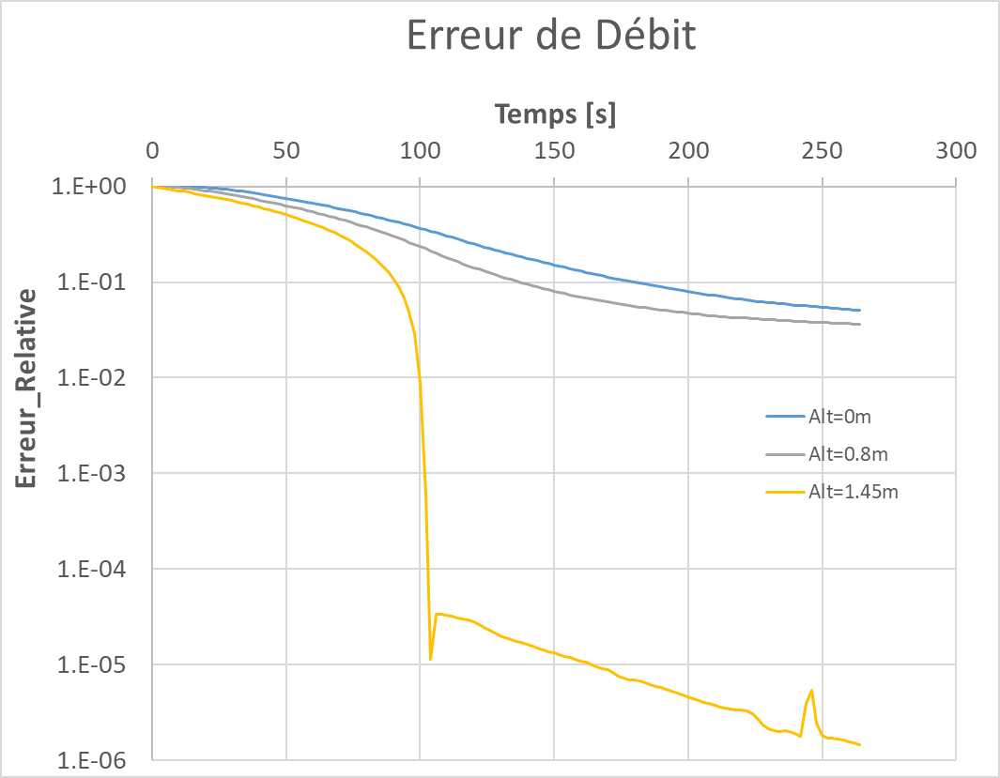 Erreur de Débit
Temps [s]
0 50 100 150 200 250 300
1.E+00
1.E-01
1.E-02
1.E-03
1.E-04
1.E-05
1.E-06
Erreur_Relative
Alt=0m
Alt=0.8m
Alt=1.45m